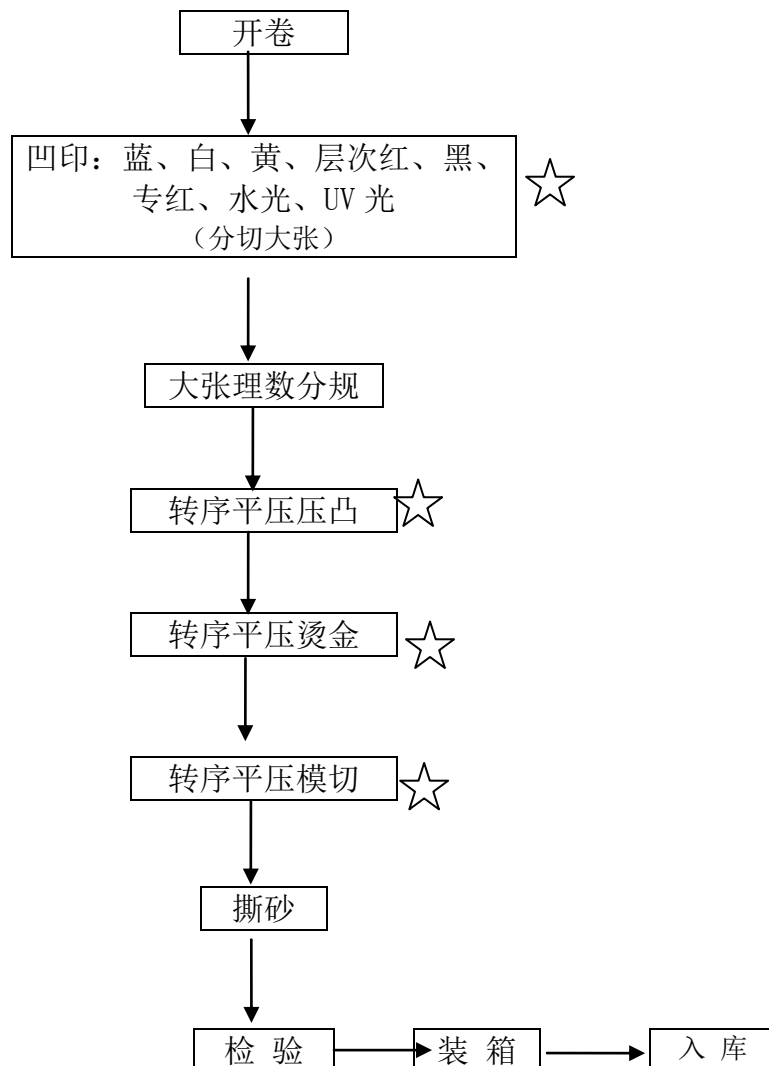 开卷
凹印：蓝、白、黄、层次红、黑、
专红、水光、UV 光
（分切大张）
大张理数分规
转序平压压凸
转序平压烫金
转序平压模切
撕砂
检 验
装 箱
入 库